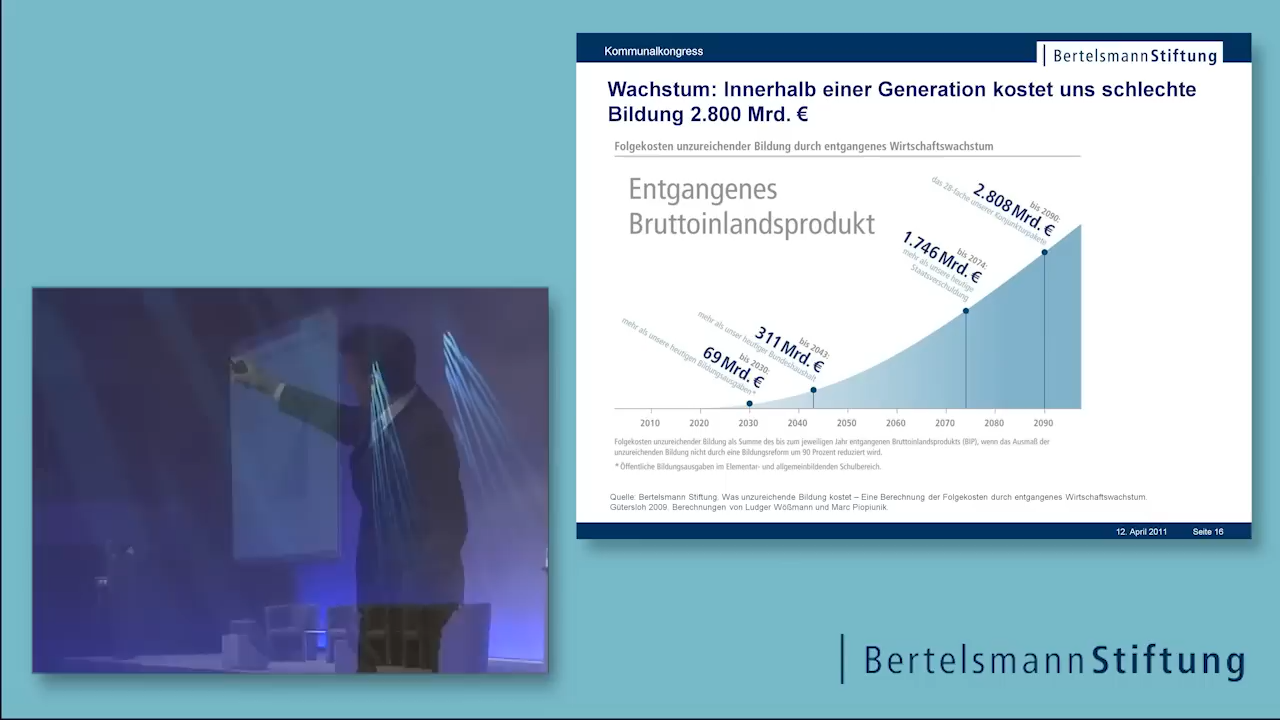 Kommunalkongress
BertelsmannStiftung
Wachstum: Innerhalb einer Generation kostet uns schlechte
Bildung 2.800 Mrd. €
Folgekosten unzureichender Bildung durch entgangenes Wirtschaftswachstum
Entgangenes
Bruttoinlandsprodukt
bis 2090:
2.808 Mrd. €
das 28-fache unserer Konjunkturpakete
bis 2074:
1.746 Mrd. €
mehr als unsere heutige
Staatsverschuldung
bis 2043:
311 Mrd. €
mehr als unser heutiger Bundeshaushalt
bis 2030:
69 Mrd. €
mehr als unsere heutigen Bildungsausgaben*
2010 2020 2030 2040 2050 2060 2070 2080 2090
Folgekosten unzureichender Bildung als Summe des bis zum jeweiligen Jahr entgangenen Bruttoinlandsprodukts (BIP), wenn das Ausmaß der
unzureichenden Bildung nicht durch eine Bildungsreform um 90 Prozent reduziert wird.
* Öffentliche Bildungsausgaben im Elementar- und allgemeinbildenden Schulbereich.
Quelle: Bertelsmann Stiftung. Was unzureichende Bildung kostet – Eine Berechnung der Folgekosten durch entgangenes Wirtschaftswachstum.
Gütersloh 2009. Berechnungen von Ludger Wößmann und Marc Piopiunik
12. April 2011 Seite 16
BertelsmannStiftung